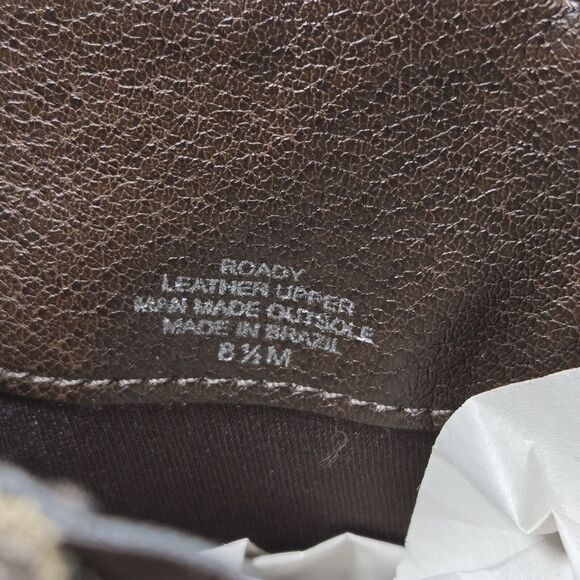 ROADY
LEATHER UPPER
MAN MADE OUTSOLE
MADE IN BRAZIL
8 ½ M